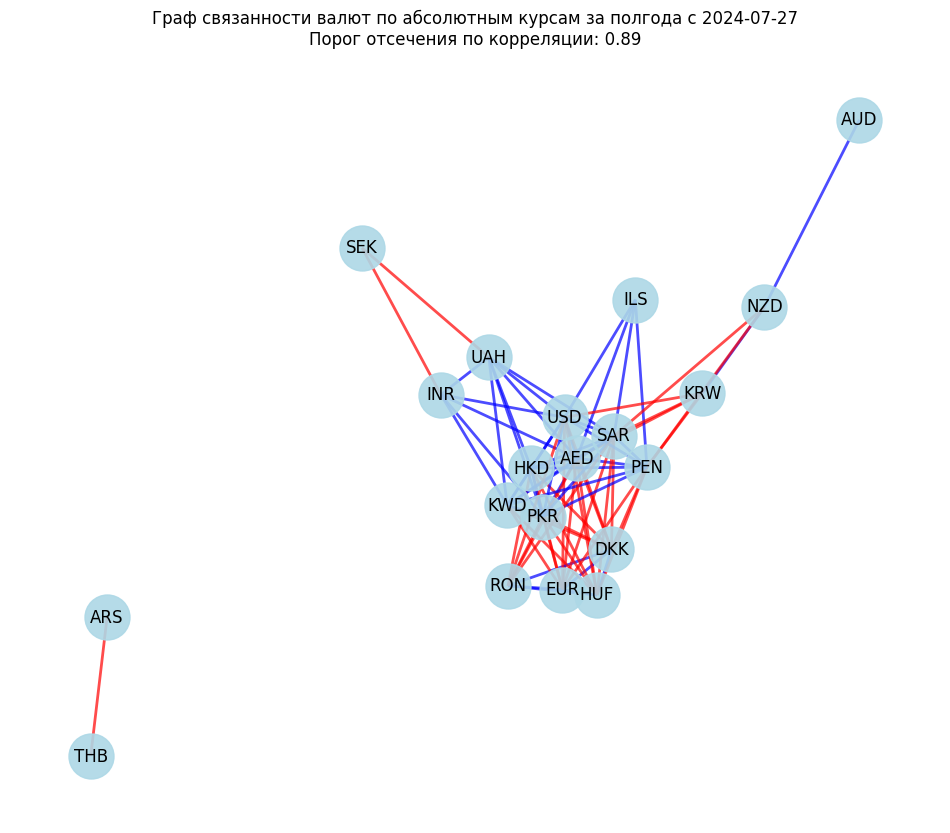 Граф связанности валют по абсолютным курсам за полгода с 2024-07-27
Порог отсечения по корреляции: 0.89
AUD
SEK
ILS
NZD
UAH
INR
KRW
USD
SAR
AED
HKD
PEN
KWD
PKR
DKK
RON
EUR
HUF
ARS
THB